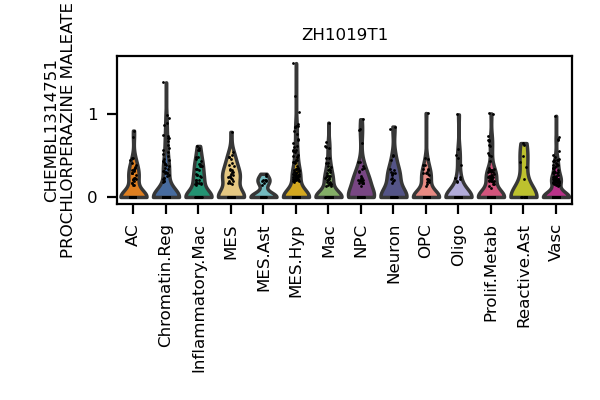 ZH1019T1
CHEMBL1314751
PROCHLORPERAZINE MALEATE
1
0
AC
Chromatin.Reg
Inflammatory.Mac
MES
MES.Ast
MES.Hyp
Mac
NPC
Neuron
OPC
Oligo
Prolif.Metab
Reactive.Ast
Vasc